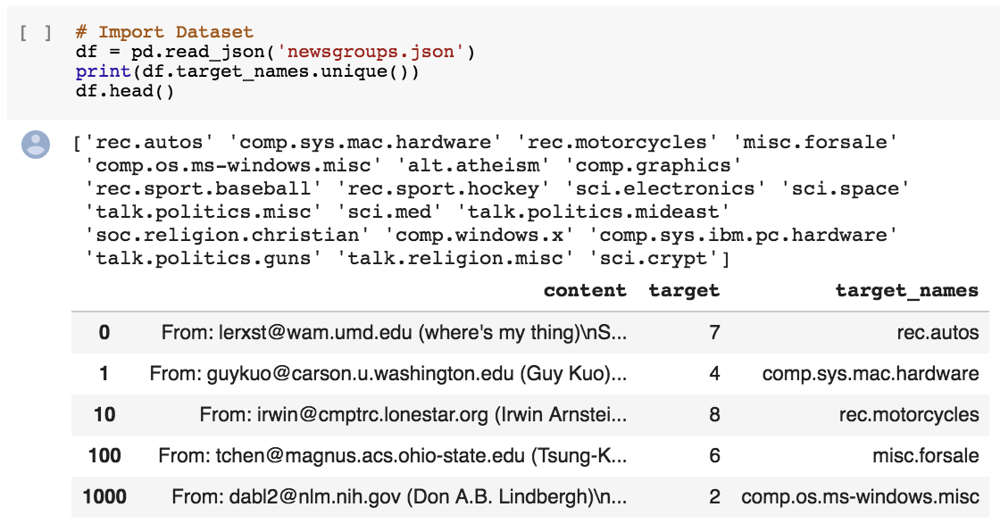 [ ] # Import Dataset
df = pd.read_json('newsgroups.json')
print(df.target_names.unique())
df.head()
['rec.autos' 'comp.sys.mac.hardware' 'rec.motorcycles' 'misc.forsale'
'comp.os.ms-windows.misc' 'alt.atheism' 'comp.graphics'
'rec.sport.baseball' 'rec.sport.hockey' 'sci.electronics' 'sci.space'
'talk.politics.misc' 'sci.med' 'talk.politics.mideast'
'soc.religion.christian' 'comp.windows.x' 'comp.sys.ibm.pc.hardware'
'talk.politics.guns' 'talk.religion.misc' 'sci.crypt']
content target target_names
0 From: lerxst@wam.umd.edu (where's my thing)\nS... 7 rec.autos
1 From: guykuo@carson.u.washington.edu (Guy Kuo)... 4 comp.sys.mac.hardware
10 From: irwin@cmptrc.lonestar.org (Irwin Arnstei... 8 rec.motorcycles
100 From: tchen@magnus.acs.ohio-state.edu (Tsung-K... 6 misc.forsale
1000 From: dabl2@nlm.nih.gov (Don A.B. Lindbergh)\n... 2 comp.os.ms-windows.misc